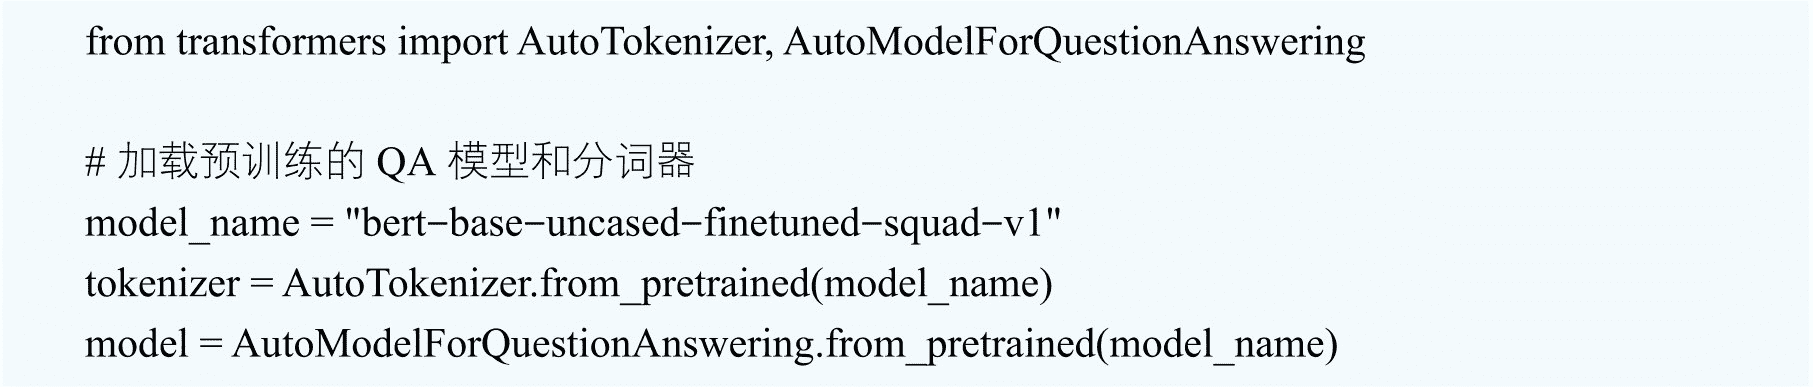 from transformers import AutoTokenizer, AutoModelForQuestionAnswering
# 加载预训练的 QA 模型和分词器
model_name = "bert−base−uncased−finetuned−squad−v1"
tokenizer = AutoTokenizer.from_pretrained(model_name)
model = AutoModelForQuestionAnswering.from_pretrained(model_name)